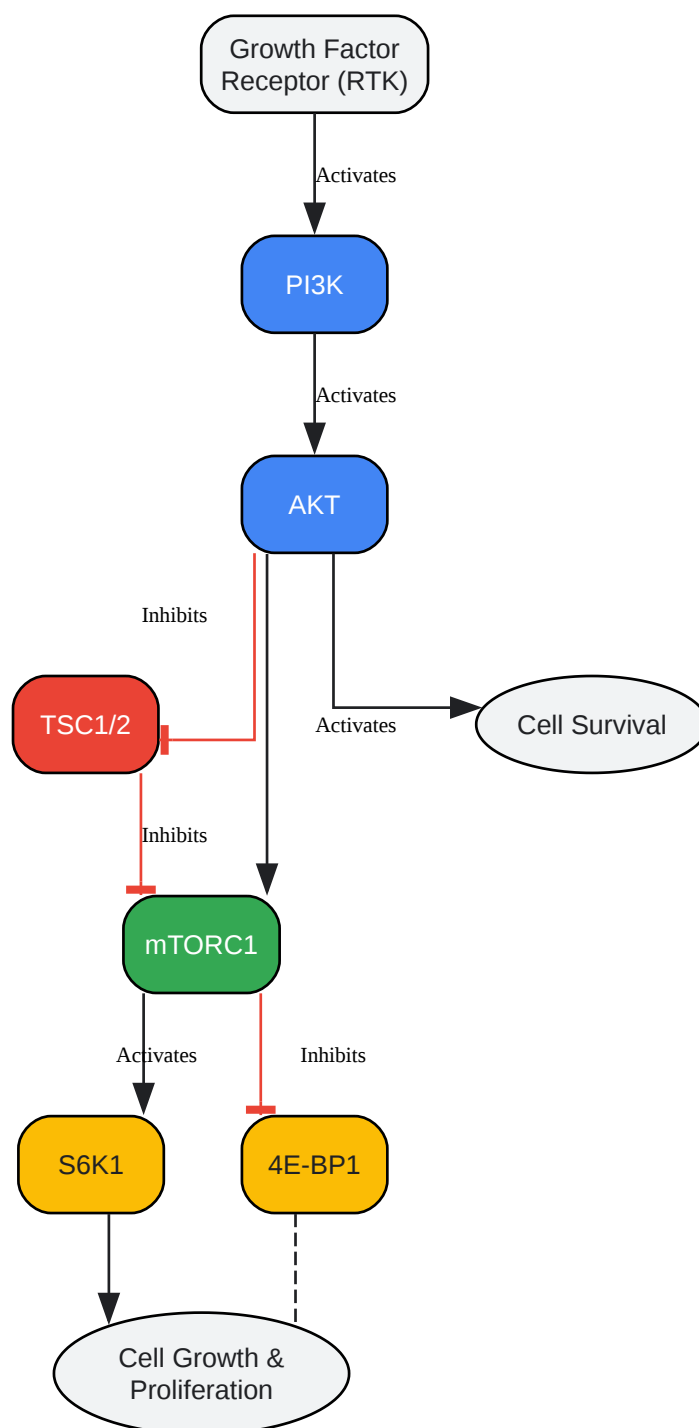 Growth Factor
Receptor (RTK)
Activates
PI3K
Activates
AKT
Inhibits
TSC1/2
Activates
Cell Survival
Inhibits
mTORC1
Activates
Inhibits
S6K1
4E-BP1
Cell Growth &
Proliferation